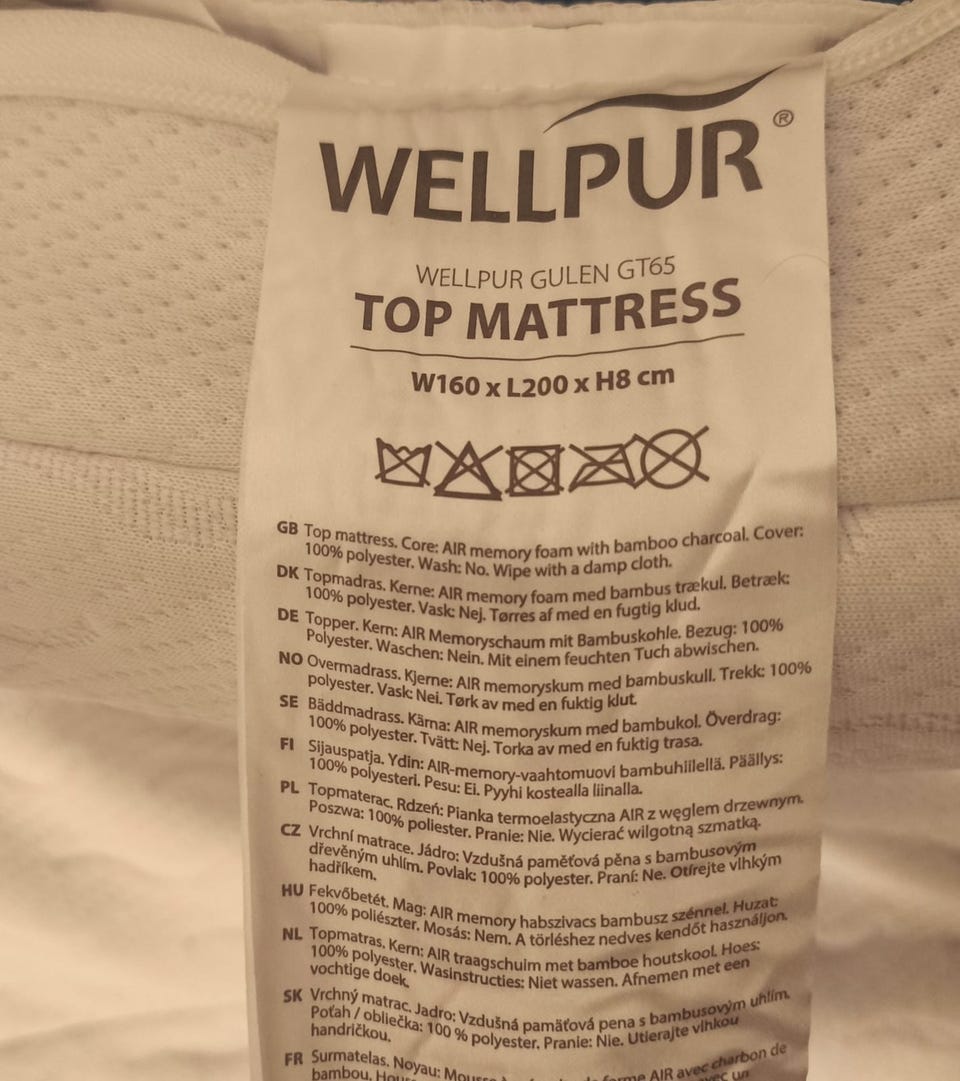 WELLPUR®
WELLPUR GULEN GT65
TOP MATTRESS
W160 x L200 x H8 cm
GB Top mattress. Core: AIR memory foam with bamboo charcoal. Cover:
100% polyester. Wash: No. Wipe with a damp cloth.
DK Topmadras. Kerne: AIR memory foam med bambus trækul. Betræk:
100% polyester. Vask: Nej. Tørres af med en fugtig klud.
DE Topper. Kern: AIR Memoryschaum mit Bambuskohle. Bezug: 100%
Polyester. Waschen: Nein. Mit einem feuchten Tuch abwischen.
NO Overmadrass. Kjerne: AIR memoryskum med bambuskull. Trekk: 100%
polyester. Vask: Nei. Tørk av med en fuktig klut.
SE Bäddmadrass. Kärna: AIR memoryskum med bambukol. Överdrag:
100% polyester. Tvätt: Nej. Torka av med en fuktig trasa.
FI Sijauspatja. Ydin: AIR-memory-vaahtomuovi bambuhiilellä. Päällys:
100% polyesteri. Pesu: Ei. Pyyhi kostealla liinalla.
PL Topmaterac. Rdzeń: Pianka termoelastyczna AIR z węglem drzewnym.
Poszwa: 100% poliester. Pranie: Nie. Wycierać wilgotną szmatką.
CZ Vrchní matrace. Jádro: Vzdušná paměťová pěna s bambusovým
dřevěným uhlím. Povlak: 100% polyester. Praní: Ne. Otírejte vlhkým
hadříkem.
HU Fekvőbetét. Mag: AIR memory habszivacs bambusz szénnel. Huzat:
100% poliészter. Mosás: Nem. A törléshez nedves kendőt használjon.
NL Topmatras. Kern: AIR traagschuim met bamboe houtskool. Hoes:
100% polyester. Wasinstructies: Niet wassen. Afnemen met een
vochtige doek.
SK Vrchný matrac. Jadro: Vzdušná pamäťová pena s bambusovým uhlím.
Poťah / obliečka: 100 % polyester. Pranie: Nie. Utierajte vlhkou
handričkou.
FR Surmatelas. Noyau: Mousse à forme AIR avec charbon de
bambou. avec un